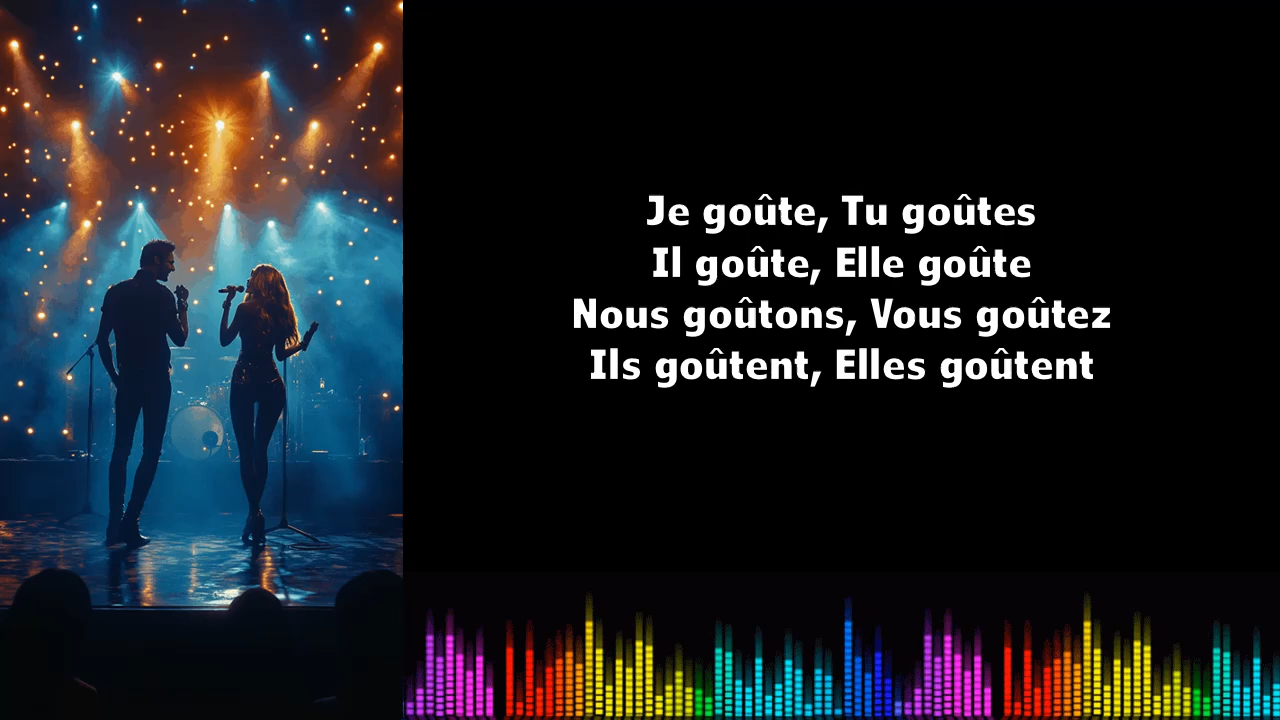 Je goûte, Tu goûtes
Il goûte, Elle goûte
Nous goûtons, Vous goûtez
Ils goûtent, Elles goûtent